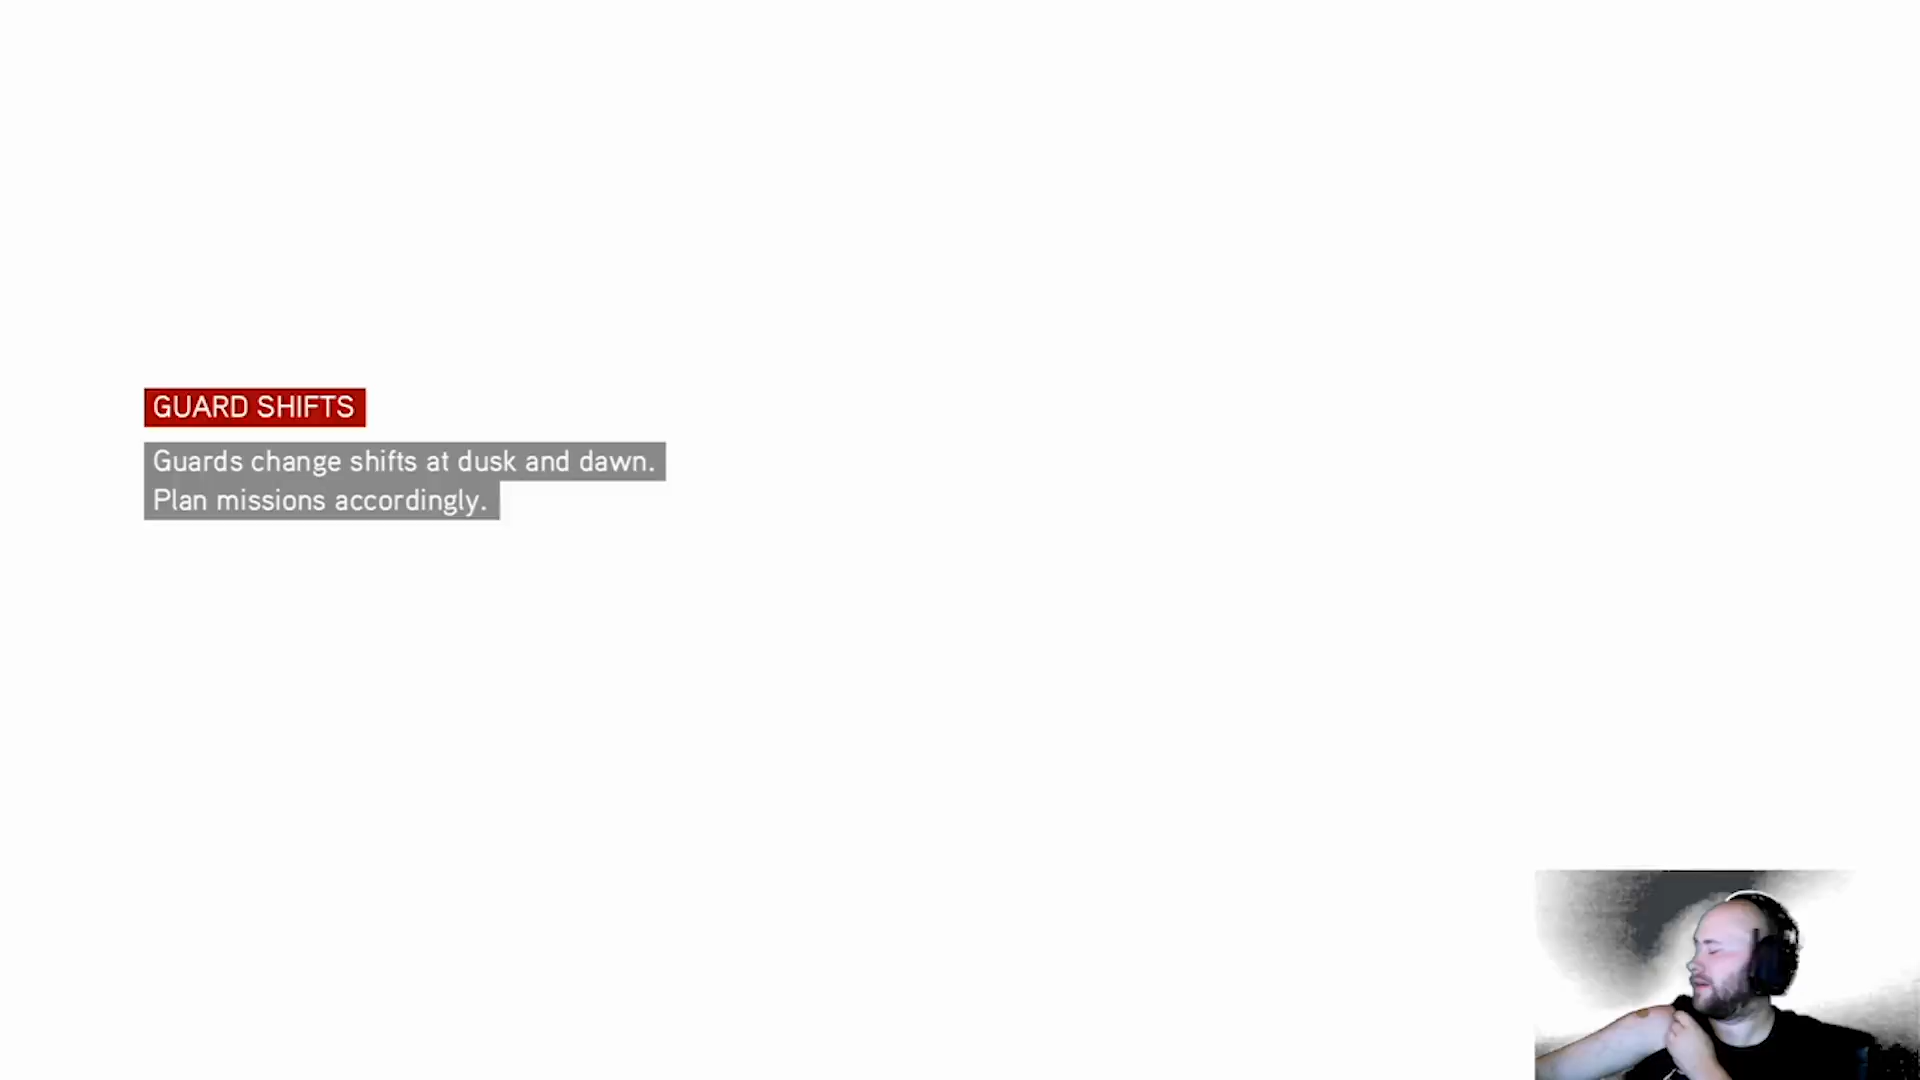 GUARD SHIFTS
Guards change shifts at dusk and dawn.
Plan missions accordingly.